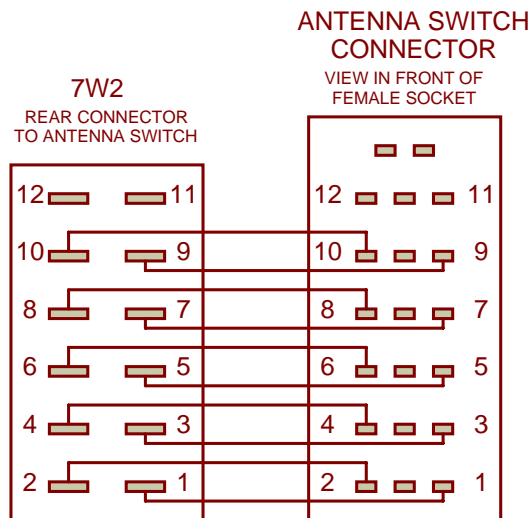 ANTENNA SWITCH
CONNECTOR
VIEW IN FRONT OF
FEMALE SOCKET
7W2
REAR CONNECTOR
TO ANTENNA SWITCH
12 11 12 11
10 9 10 9
8 7 8 7
6 5 6 5
4 3 4 3
2 1 2 1